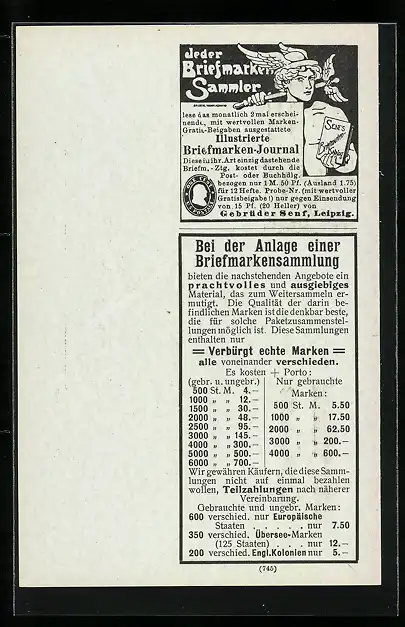 Jeder
Briefmarken
Sammler
lese das monatlich 2 mal erschei-
nende, mit wertvollen Marken-
Gratis-Beigaben ausgestattete
Illustrierte
Briefmarken-Journal
Diese in ihr. Art einzig dastehende
Briefm.-Ztg. kostet durch die
Post- oder Buchhdlg.
bezogen nur 1 M. 50 Pf. (Ausland 1.75)
für 12 Hefte. Probe-Nr. (mit wertvoller
Gratisbeigabe!) nur gegen Einsendung
von 15 Pf. (20 Heller) von
Gebrüder Senf, Leipzig.
SENFS
Bei der Anlage einer
Briefmarkensammlung
bieten die nachstehenden Angebote ein
prachtvolles und ausgiebiges
Material, das zum Weitersammeln er-
mutigt. Die Qualität der darin be-
findlichen Marken ist die denkbar beste,
die für solche Paketzusammenstel-
lungen möglich ist. Diese Sammlungen
enthalten nur
= Verbürgt echte Marken =
alle voneinander verschieden.
Es kosten + Porto:
(gebr. u. ungebr.)
500 St. M. 4.—
1000 „ „ 12.—
1500 „ „ 30.—
2000 „ „ 48.—
2500 „ „ 95.—
3000 „ „ 145.—
4000 „ „ 300.—
5000 „ „ 500.—
6000 „ „ 700.—
Nur gebrauchte
Marken:
500 St. M. 5.50
1000 „ „ 17.50
2000 „ „ 62.50
3000 „ „ 200.—
4000 „ „ 600.—
Wir gewähren Käufern, die diese Samm-
lungen nicht auf einmal bezahlen
wollen, Teilzahlungen nach näherer
Vereinbarung.
Gebrauchte und ungebr. Marken:
600 verschied. nur Europäische
Staaten . . . . . nur 7.50
350 verschied. Übersee-Marken
(125 Staaten) . . . nur 12.—
200 verschied. Engl. Kolonien nur 5.—
(745)